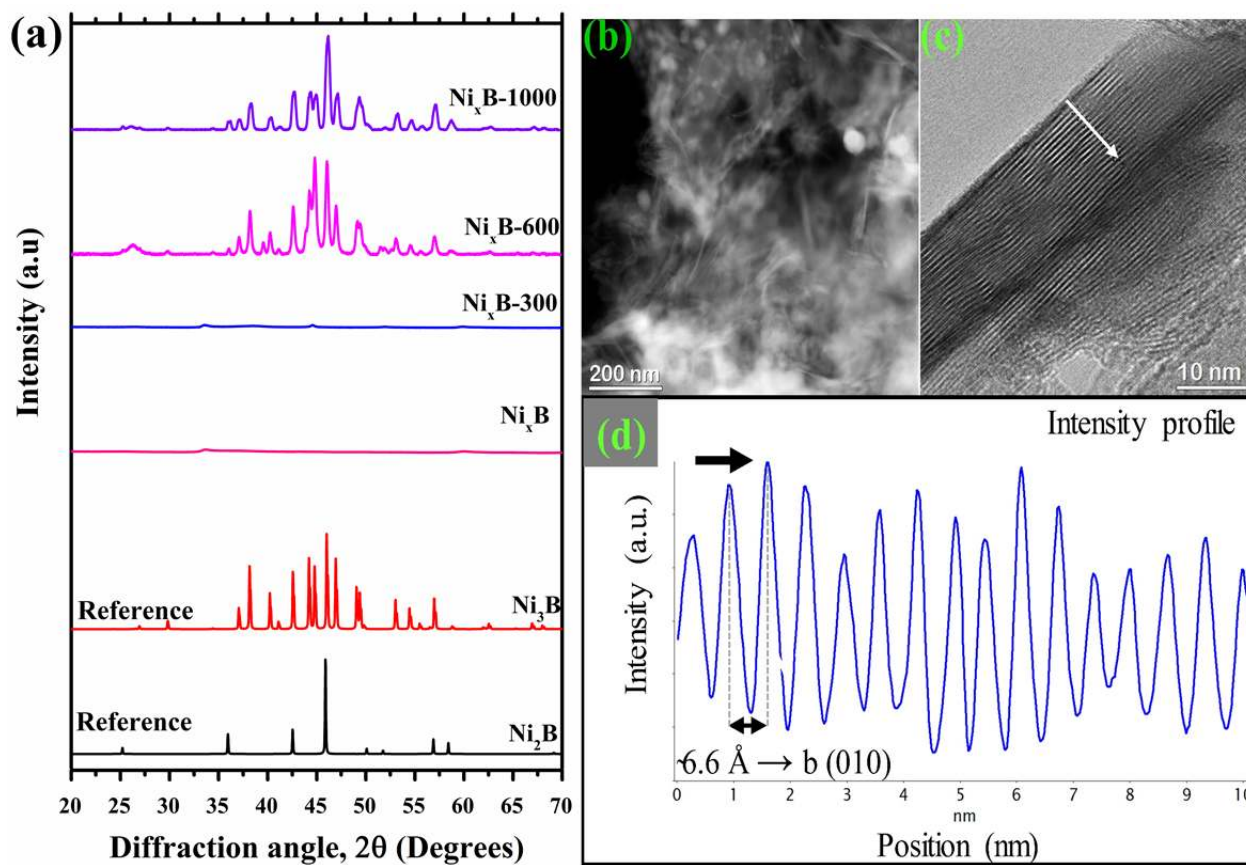 (a)
Intensity (a.u)
NiₓB-1000
NiₓB-600
NiₓB-300
NiₓB
Reference
Ni₃B
Reference
Ni₂B
20 25 30 35 40 45 50 55 60 65 70
Diffraction angle, 2θ (Degrees)
(b)
200 nm
(c)
10 nm
(d)
Intensity profile
Intensity (a.u.)
~6.6 Å → b (010)
0 1 2 3 4 5 6 7 8 9 10
nm
Position (nm)